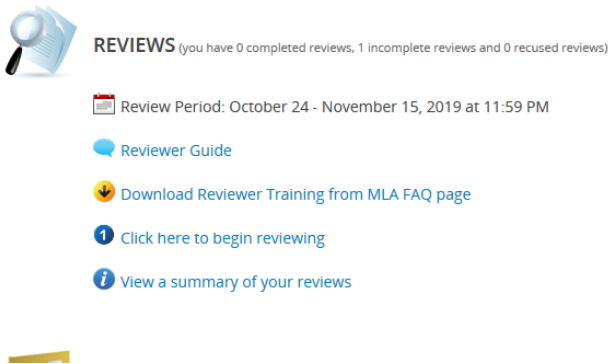 REVIEWS (you have 0 completed reviews, 1 incomplete reviews and 0 recused reviews)
Review Period: October 24 - November 15, 2019 at 11:59 PM
Reviewer Guide
Download Reviewer Training from MLA FAQ page
1 Click here to begin reviewing
i View a summary of your reviews